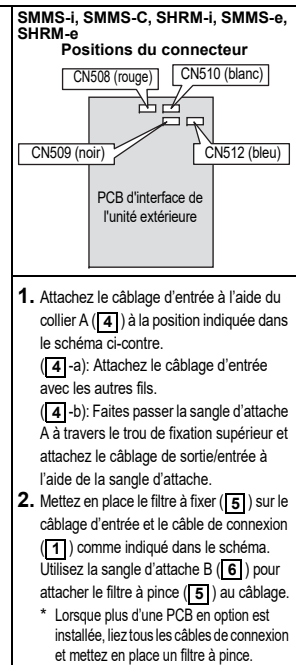 SMMS-i, SMMS-C, SHRM-i, SMMS-e,
SHRM-e
Positions du connecteur
CN508 (rouge)
CN510 (blanc)
CN509 (noir)
CN512 (bleu)
PCB d'interface de
l'unité extérieure
1. Attachez le câblage d'entrée à l'aide du
collier A ( 4 ) à la position indiquée dans
le schéma ci-contre.
( 4 -a): Attachez le câblage d'entrée
avec les autres fils.
( 4 -b): Faites passer la sangle d'attache
A à travers le trou de fixation supérieur et
attachez le câblage de sortie/entrée à
l'aide de la sangle d'attache.
2. Mettez en place le filtre à fixer ( 5 ) sur le
câblage d'entrée et le câble de connexion
( 1 ) comme indiqué dans le schéma.
Utilisez la sangle d'attache B ( 6 ) pour
attacher le filtre à pince ( 5 ) au câblage.
* Lorsque plus d'une PCB en option est
installée, liez tous les câbles de connexion
et mettez en place un filtre à pince.